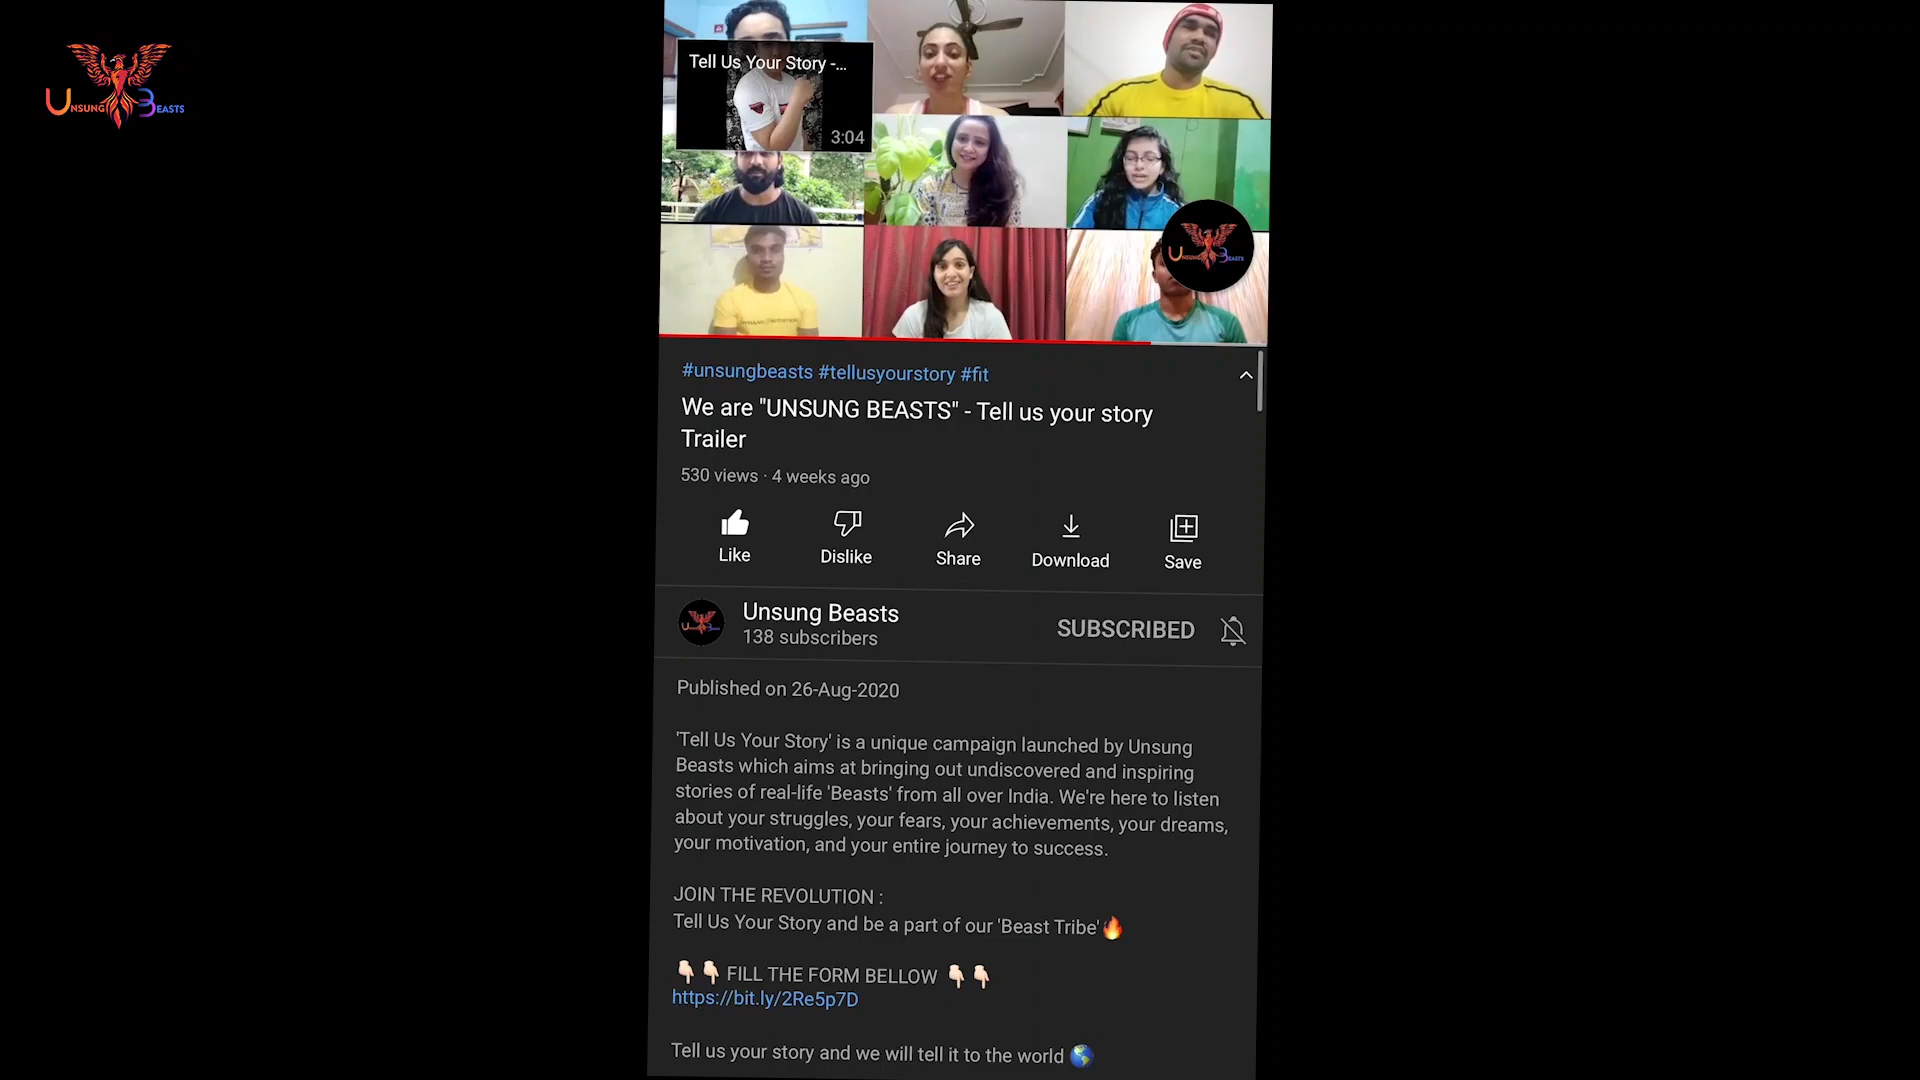 UNSUNG BEASTS
Tell Us Your Story -...
3:04
UNSUNG BEASTS
#unsungbeasts #tellusyourstory #fit
We are "UNSUNG BEASTS" - Tell us your story
Trailer
530 views · 4 weeks ago
Like Dislike Share Download Save
Unsung Beasts
138 subscribers
SUBSCRIBED
Published on 26-Aug-2020
'Tell Us Your Story' is a unique campaign launched by Unsung
Beasts which aims at bringing out undiscovered and inspiring
stories of real-life 'Beasts' from all over India. We're here to listen
about your struggles, your fears, your achievements, your dreams,
your motivation, and your entire journey to success.
JOIN THE REVOLUTION :
Tell Us Your Story and be a part of our 'Beast Tribe'🔥
👇🏻👇🏻 FILL THE FORM BELLOW 👇🏻👇🏻
https://bit.ly/2Re5p7D
Tell us your story and we will tell it to the world 🌎